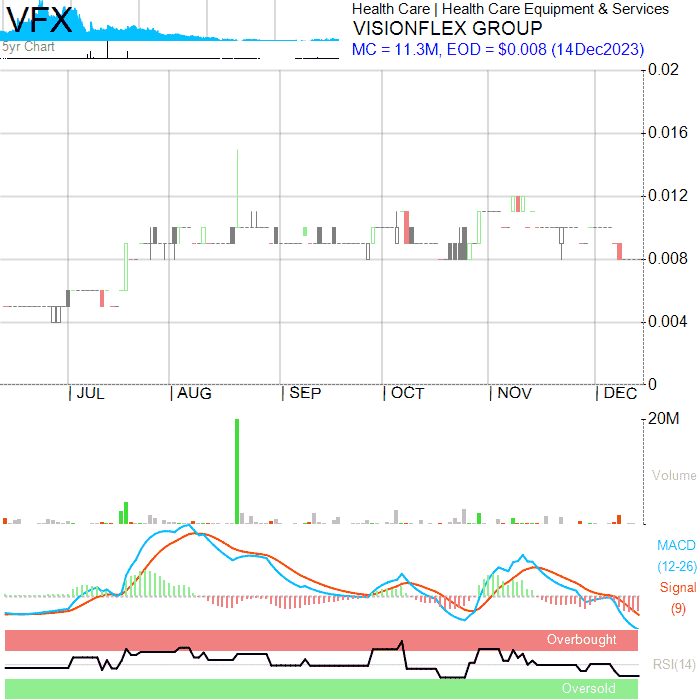 VFX
5yr Chart
Health Care | Health Care Equipment & Services
VISIONFLEX GROUP
MC = 11.3M, EOD = $0.008 (14Dec2023)
0.02
0.016
0.012
0.008
0.004
0
JUL AUG SEP OCT NOV DEC
20M
Volume
MACD
(12-26)
Signal
(9)
Overbought
RSI(14)
Oversold